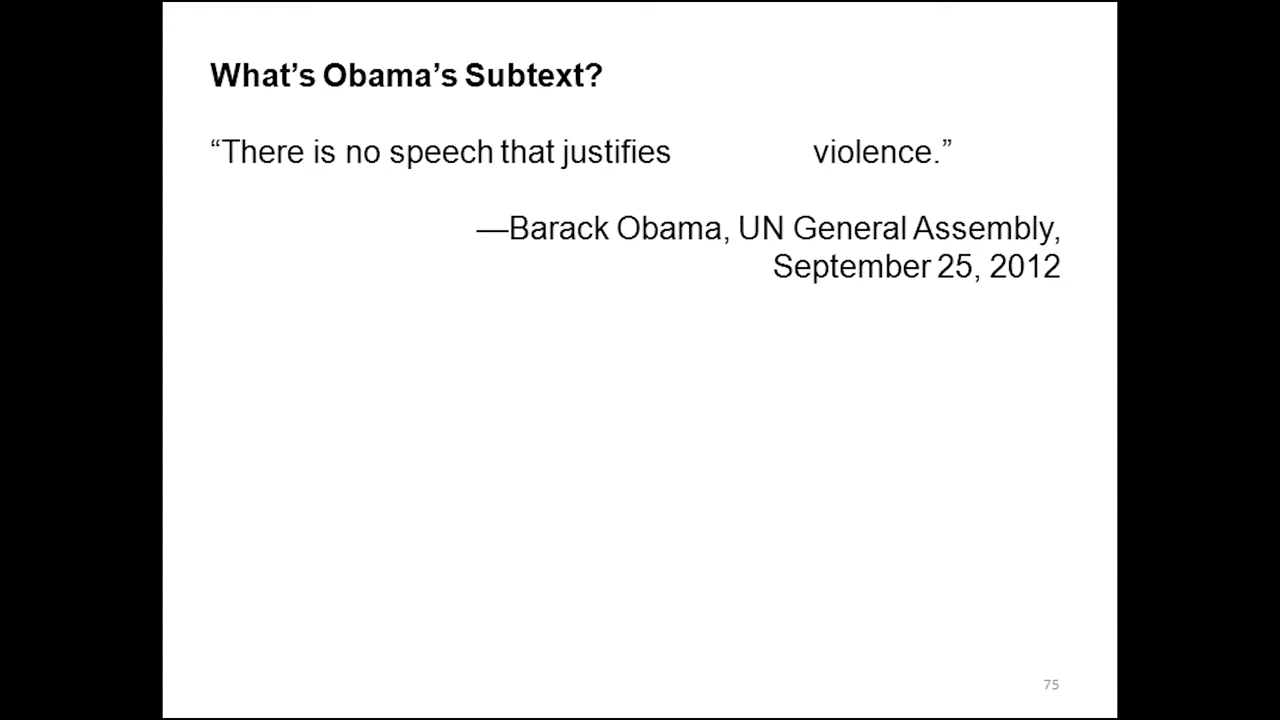 What’s Obama’s Subtext?
“There is no speech that justifies violence.”
—Barack Obama, UN General Assembly,
September 25, 2012
75